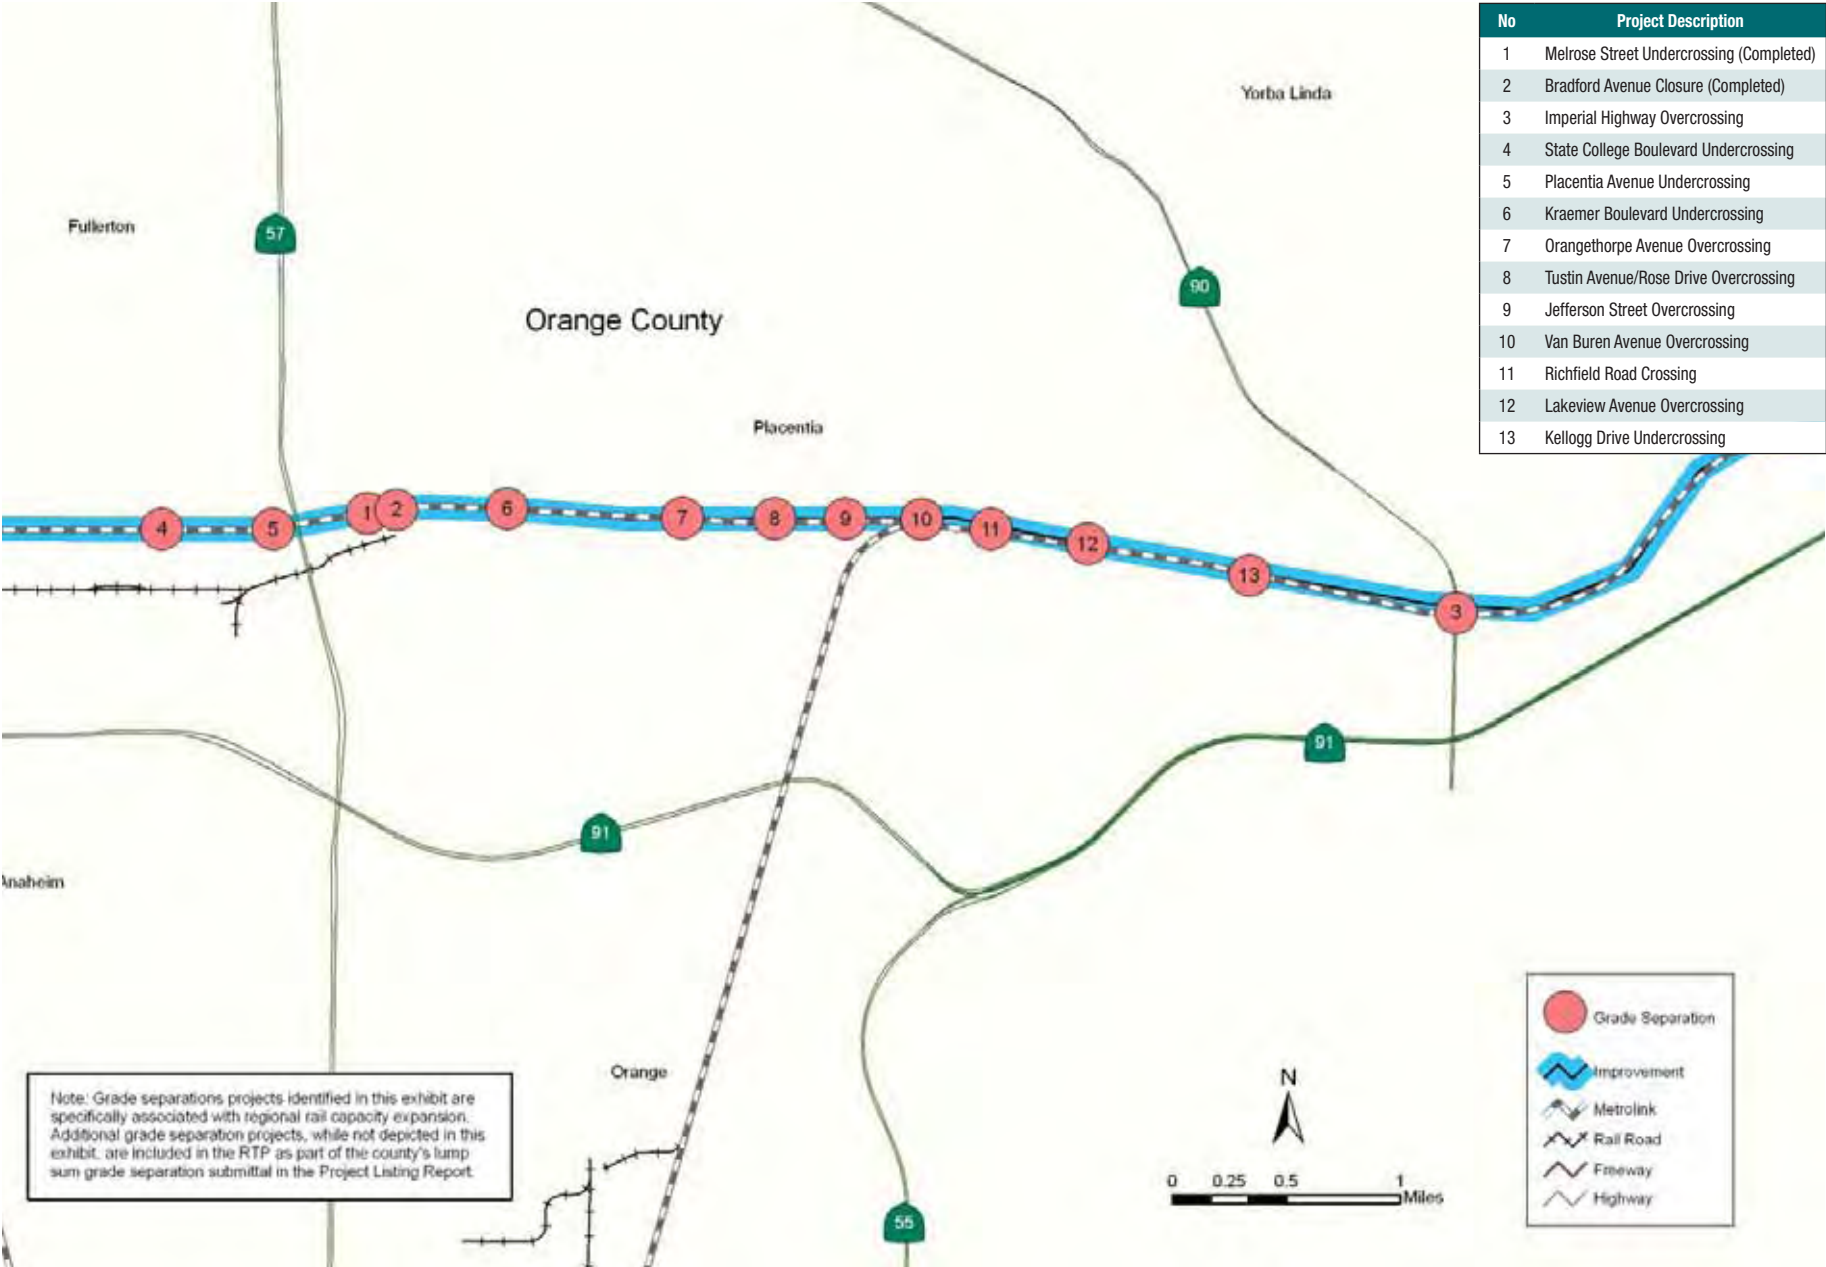 No Project Description
1 Melrose Street Undercrossing (Completed)
2 Bradford Avenue Closure (Completed)
3 Imperial Highway Overcrossing
4 State College Boulevard Undercrossing
5 Placentia Avenue Undercrossing
6 Kraemer Boulevard Undercrossing
7 Orangethorpe Avenue Overcrossing
8 Tustin Avenue/Rose Drive Overcrossing
9 Jefferson Street Overcrossing
10 Van Buren Avenue Overcrossing
11 Richfield Road Crossing
12 Lakeview Avenue Overcrossing
13 Kellogg Drive Undercrossing
Yorba Linda
Fullerton
57
90
Orange County
Placentia
4
5
1
2
6
7
8
9
10
11
12
13
3
91
91
Anaheim
Orange
55
Note: Grade separations projects identified in this exhibit are
specifically associated with regional rail capacity expansion.
Additional grade separation projects, while not depicted in this
exhibit, are included in the RTP as part of the county's lump
sum grade separation submittal in the Project Listing Report.
N
0 0.25 0.5 1
Miles
Grade Separation
Improvement
Metrolink
Rail Road
Freeway
Highway